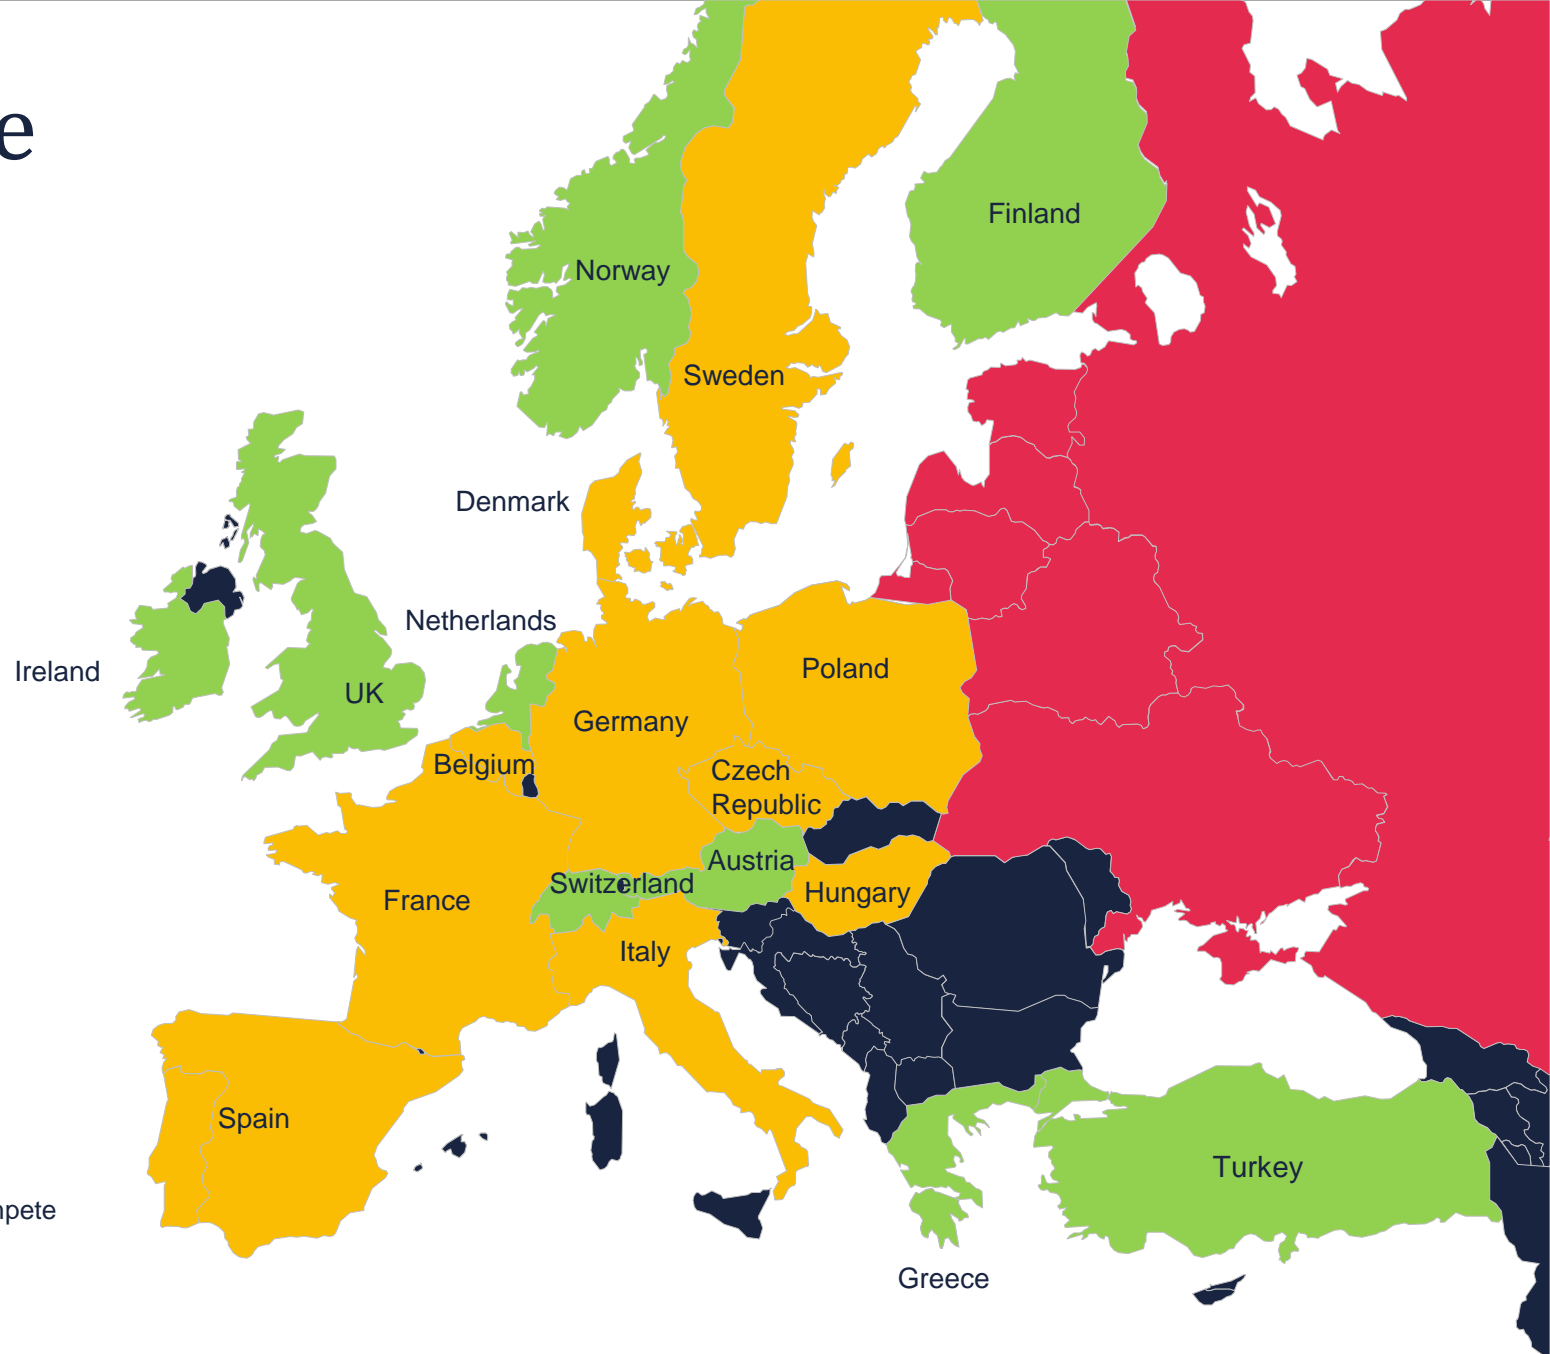 e
Finland
Norway
Sweden
Denmark
Netherlands
Ireland
Poland
UK
Germany
Belgium
Czech
Republic
Austria
Switzerland
Hungary
France
Italy
Spain
Turkey
npete
Greece